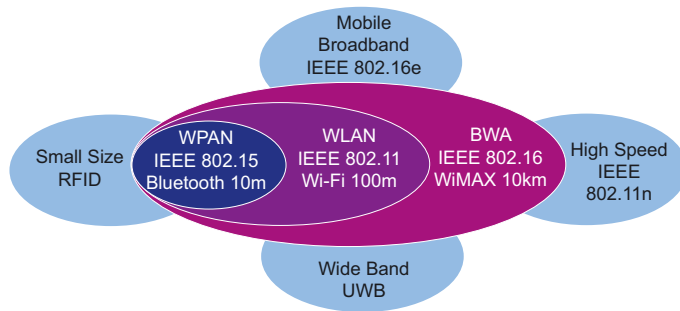 Mobile
Broadband
IEEE 802.16e
Small Size
RFID
WPAN
IEEE 802.15
Bluetooth 10m
WLAN
IEEE 802.11
Wi-Fi 100m
BWA
IEEE 802.16
WiMAX 10km
High Speed
IEEE
802.11n
Wide Band
UWB